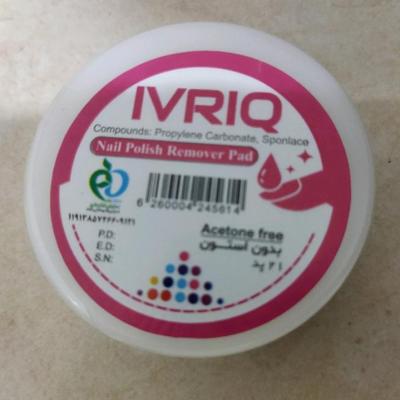 IVRIQ
Compounds: Propylene Carbonate, Sponlace
Nail Polish Remover Pad
6 260004 245614
Acetone free
بدون استون
۲۱ پد
P.D:
E.D:
S.N: